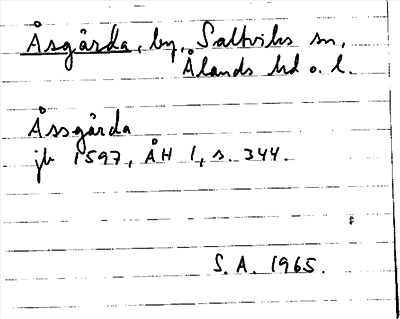 Åsgårda, by, Saltviks sn,
Ålands hd o. l.
Åssgårda
jb 1597, ÅH 1, s. 344.
S. A. 1965.